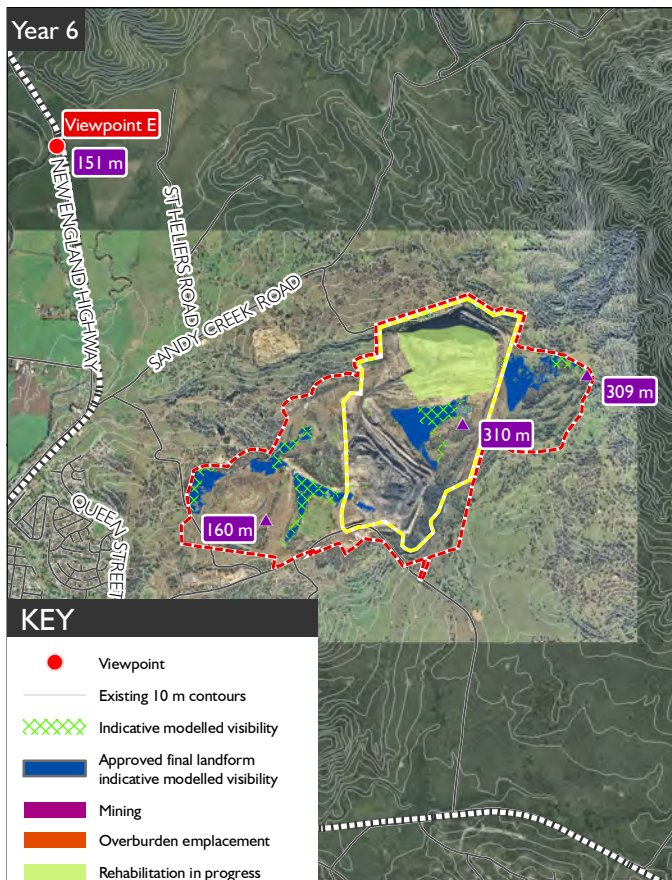 Year 6
Viewpoint E
151 m
NEW ENGLAND HIGHWAY
ST HELIERS ROAD
SANDY CREEK ROAD
309 m
310 m
160 m
QUEEN STREET
KEY
Viewpoint
Existing 10 m contours
Indicative modelled visibility
Approved final landform
indicative modelled visibility
Mining
Overburden emplacement
Rehabilitation in progress